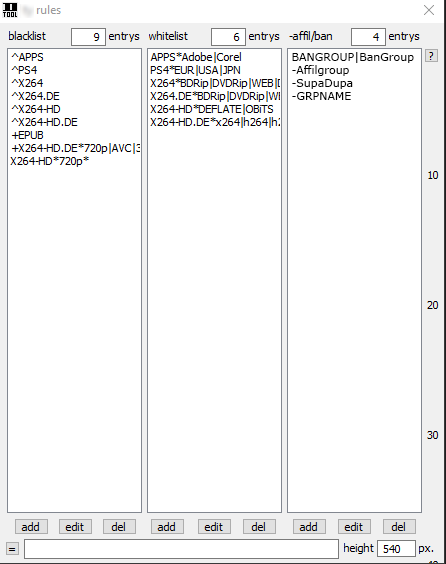 TOOL rules
blacklist 9 entrys whitelist 6 entrys -affil/ban 4 entrys
^APPS
^PS4
^X264
^X264.DE
^X264-HD
^X264-HD.DE
+EPUB
+X264-HD.DE*720p|AVC|3
X264-HD*720p*
APPS*Adobe|Corel
PS4*EUR|USA|JPN
X264*BDRip|DVDRip|WEB|D
X264.DE*BDRip|DVDRip|WE
X264-HD*DEFLATE|OBiTS
X264-HD.DE*x264|h264|h2
BANGROUP|BanGroup
-Affilgroup
-SupaDupa
-GRPNAME
?
10
20
30
add edit del add edit del add edit del
= height 540 px.